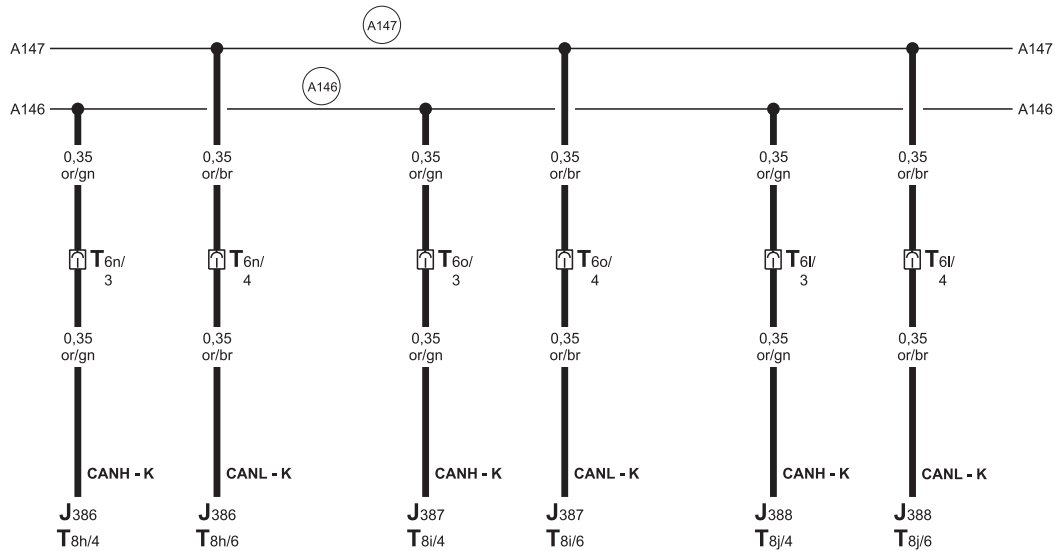 A147
A147 A147
A146
A146 A146
0,35 0,35 0,35 0,35 0,35 0,35
or/gn or/br or/gn or/br or/gn or/br
T6n/ T6n/ T6o/ T6o/ T6l/ T6l/
3 4 3 4 3 4
0,35 0,35 0,35 0,35 0,35 0,35
or/gn or/br or/gn or/br or/gn or/br
CANH - K CANL - K CANH - K CANL - K CANH - K CANL - K
J386 J386 J387 J387 J388 J388
T8h/4 T8h/6 T8i/4 T8i/6 T8j/4 T8j/6